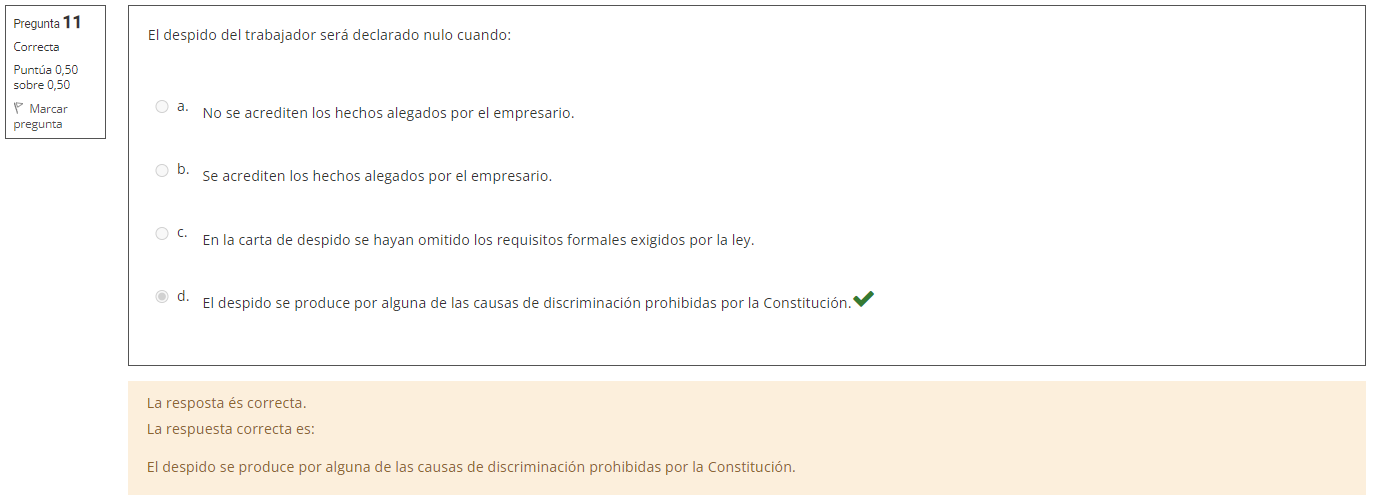 Pregunta 11
Correcta
Puntúa 0,50
sobre 0,50
Marcar
pregunta
El despido del trabajador será declarado nulo cuando:
a. No se acrediten los hechos alegados por el empresario.
b. Se acrediten los hechos alegados por el empresario.
c. En la carta de despido se hayan omitido los requisitos formales exigidos por la ley.
d. El despido se produce por alguna de las causas de discriminación prohibidas por la Constitución.
La resposta és correcta.
La respuesta correcta es:
El despido se produce por alguna de las causas de discriminación prohibidas por la Constitución.